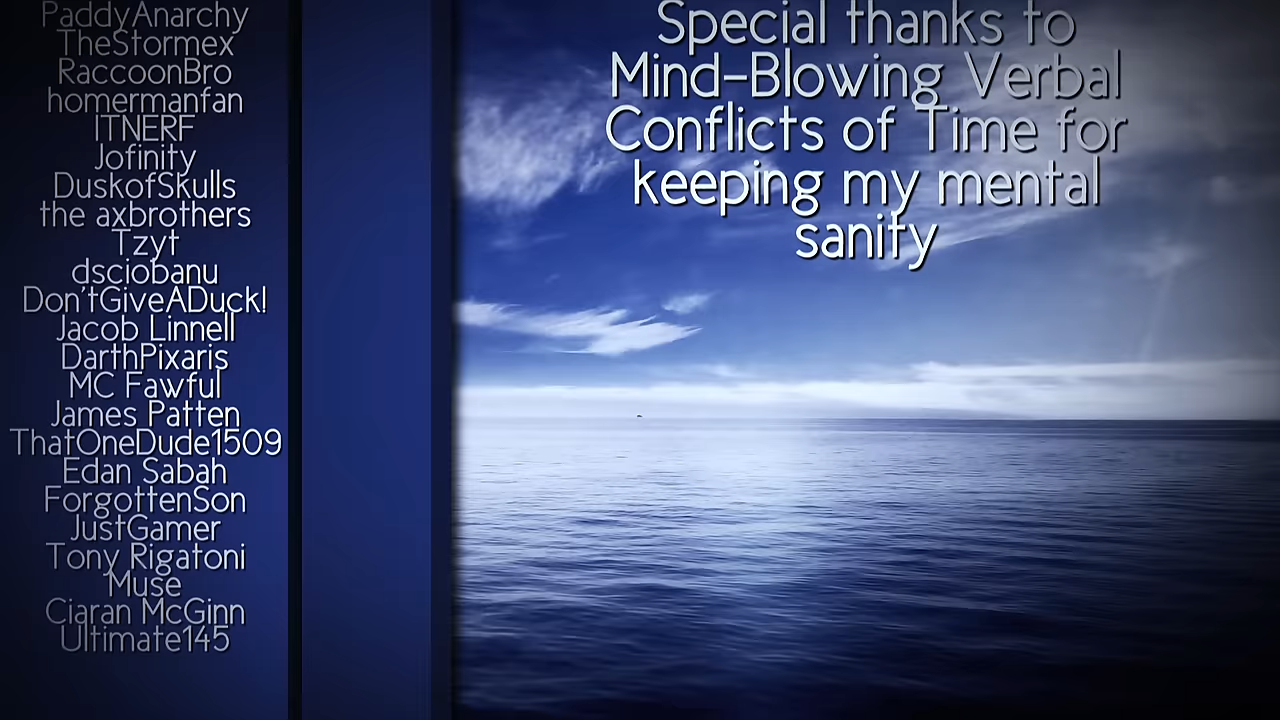 PaddyAnarchy
TheStormex
RaccoonBro
homermanfan
ITNERF
Jofinity
DuskofSkulls
the axbrothers
Tzyt
dsciobanu
Don'tGiveADuck!
Jacob Linnell
DarthPixaris
MC Fawful
James Patten
ThatOneDude1509
Edan Sabah
ForgottenSon
JustGamer
Tony Rigatoni
Muse
Ciaran McGinn
Ultimate145
Special thanks to
Mind-Blowing Verbal
Conflicts of Time for
keeping my mental
sanity